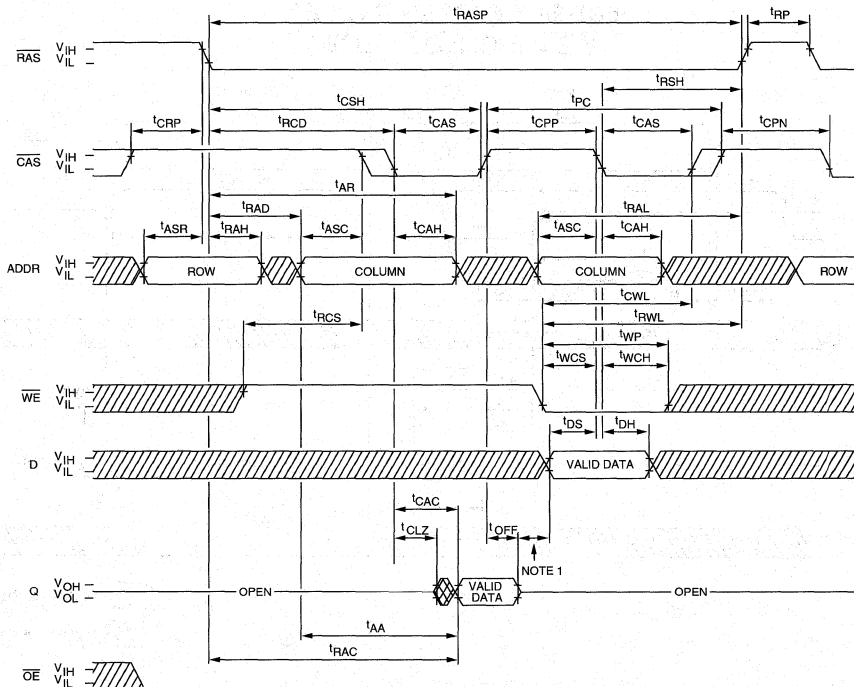 tRASP
tRP
RAS VIH
VIL
tRSH
tCSH
tPC
tCRP
tRCD
tCAS
tCPP
tCAS
tCPN
CAS VIH
VIL
tAR
tRAD
tRAL
tASR
tRAH
tASC
tCAH
tASC
tCAH
ADDR VIH
VIL
ROW
COLUMN
COLUMN
ROW
tCWL
tRCS
tRWL
tWP
tWCS
tWCH
WE VIH
VIL
tDS
tDH
D VIH
VIL
VALID DATA
tCAC
tCLZ
tOFF
NOTE 1
Q VOH
VOL
OPEN
VALID
DATA
OPEN
tAA
tRAC
OE VIH
VIL